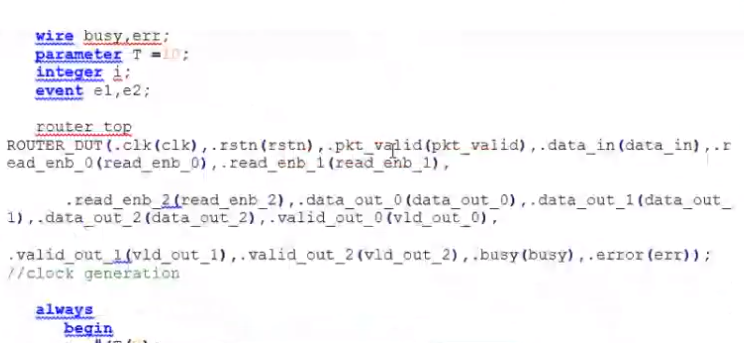 wire busy,err;
parameter T =10;
integer i;
event e1,e2;
router_top
ROUTER_DUT(.clk(clk),.rstn(rstn),.pkt_valid(pkt_valid),.data_in(data_in),.r
ead_enb_0(read_enb_0),.read_enb_1(read_enb_1),
.read_enb_2(read_enb_2),.data_out_0(data_out_0),.data_out_1(data_out_
1),.data_out_2(data_out_2),.valid_out_0(vld_out_0),
.valid_out_1(vld_out_1),.valid_out_2(vld_out_2),.busy(busy),.error(err));
//clock generation
always
begin